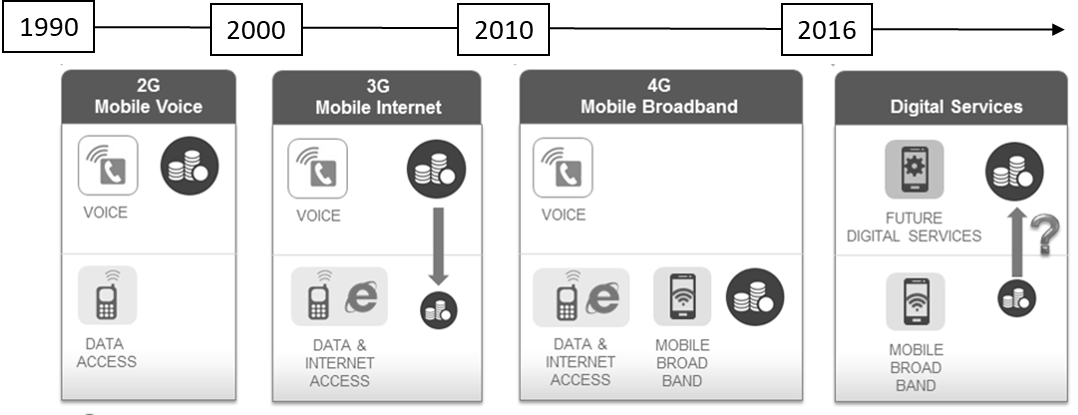 1990
2000
2010
2016
2G
Mobile Voice
VOICE
DATA
ACCESS
3G
Mobile Internet
VOICE
DATA &
INTERNET
ACCESS
4G
Mobile Broadband
VOICE
DATA &
INTERNET
ACCESS
MOBILE
BROAD
BAND
Digital Services
FUTURE
DIGITAL SERVICES
?
MOBILE
BROAD
BAND